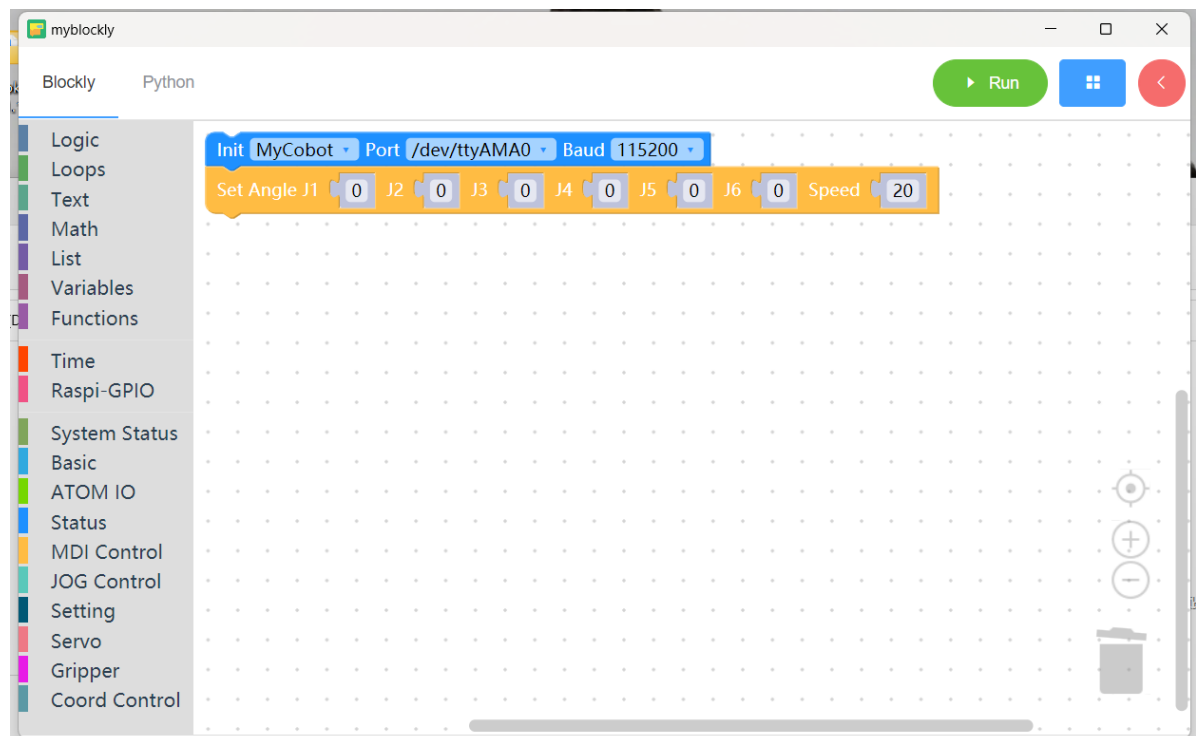 myblockly
Blockly Python Run
Logic
Loops
Text
Math
List
Variables
Functions
Time
Raspi-GPIO
System Status
Basic
ATOM IO
Status
MDI Control
JOG Control
Setting
Servo
Gripper
Coord Control
Init MyCobot Port /dev/ttyAMA0 Baud 115200
Set Angle J1 0 J2 0 J3 0 J4 0 J5 0 J6 0 Speed 20